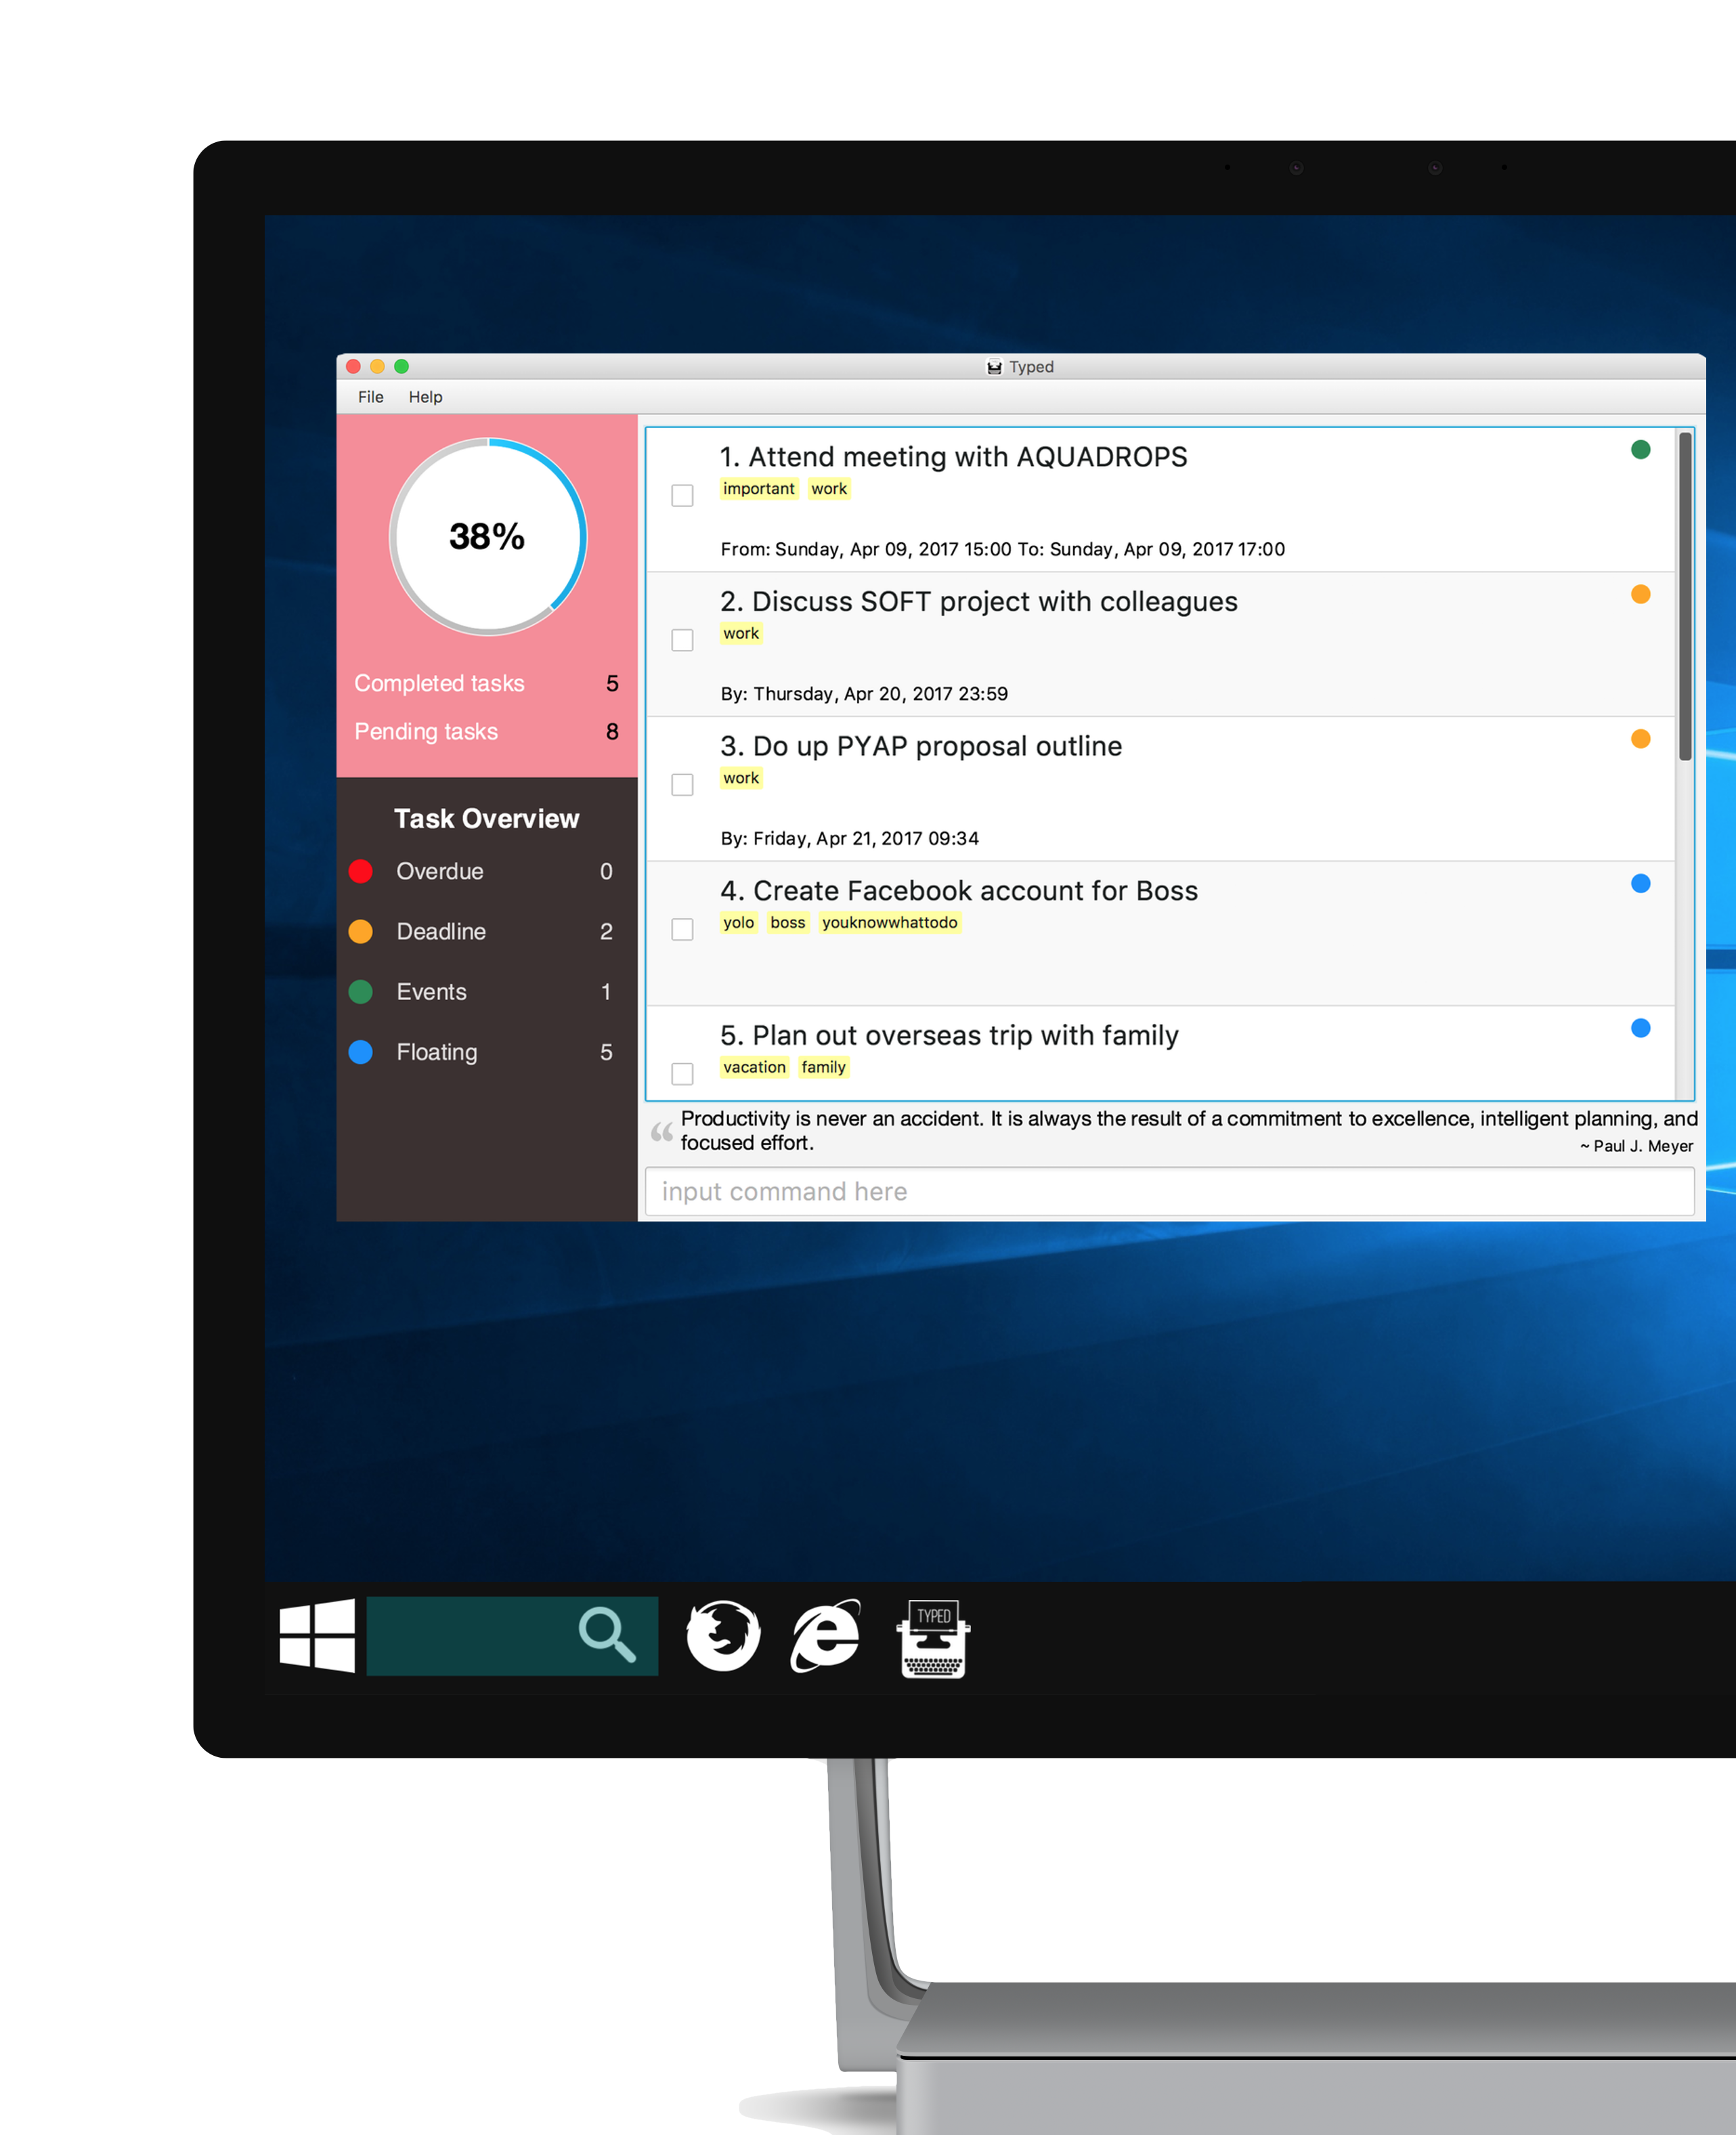 Typed
File Help
38%
Completed tasks 5
Pending tasks 8
Task Overview
Overdue 0
Deadline 2
Events 1
Floating 5
1. Attend meeting with AQUADROPS
important work
From: Sunday, Apr 09, 2017 15:00 To: Sunday, Apr 09, 2017 17:00
2. Discuss SOFT project with colleagues
work
By: Thursday, Apr 20, 2017 23:59
3. Do up PYAP proposal outline
work
By: Friday, Apr 21, 2017 09:34
4. Create Facebook account for Boss
yolo boss youknowwhattodo
5. Plan out overseas trip with family
vacation family
“ Productivity is never an accident. It is always the result of a commitment to excellence, intelligent planning, and
focused effort.
~ Paul J. Meyer
input command here
TYPED